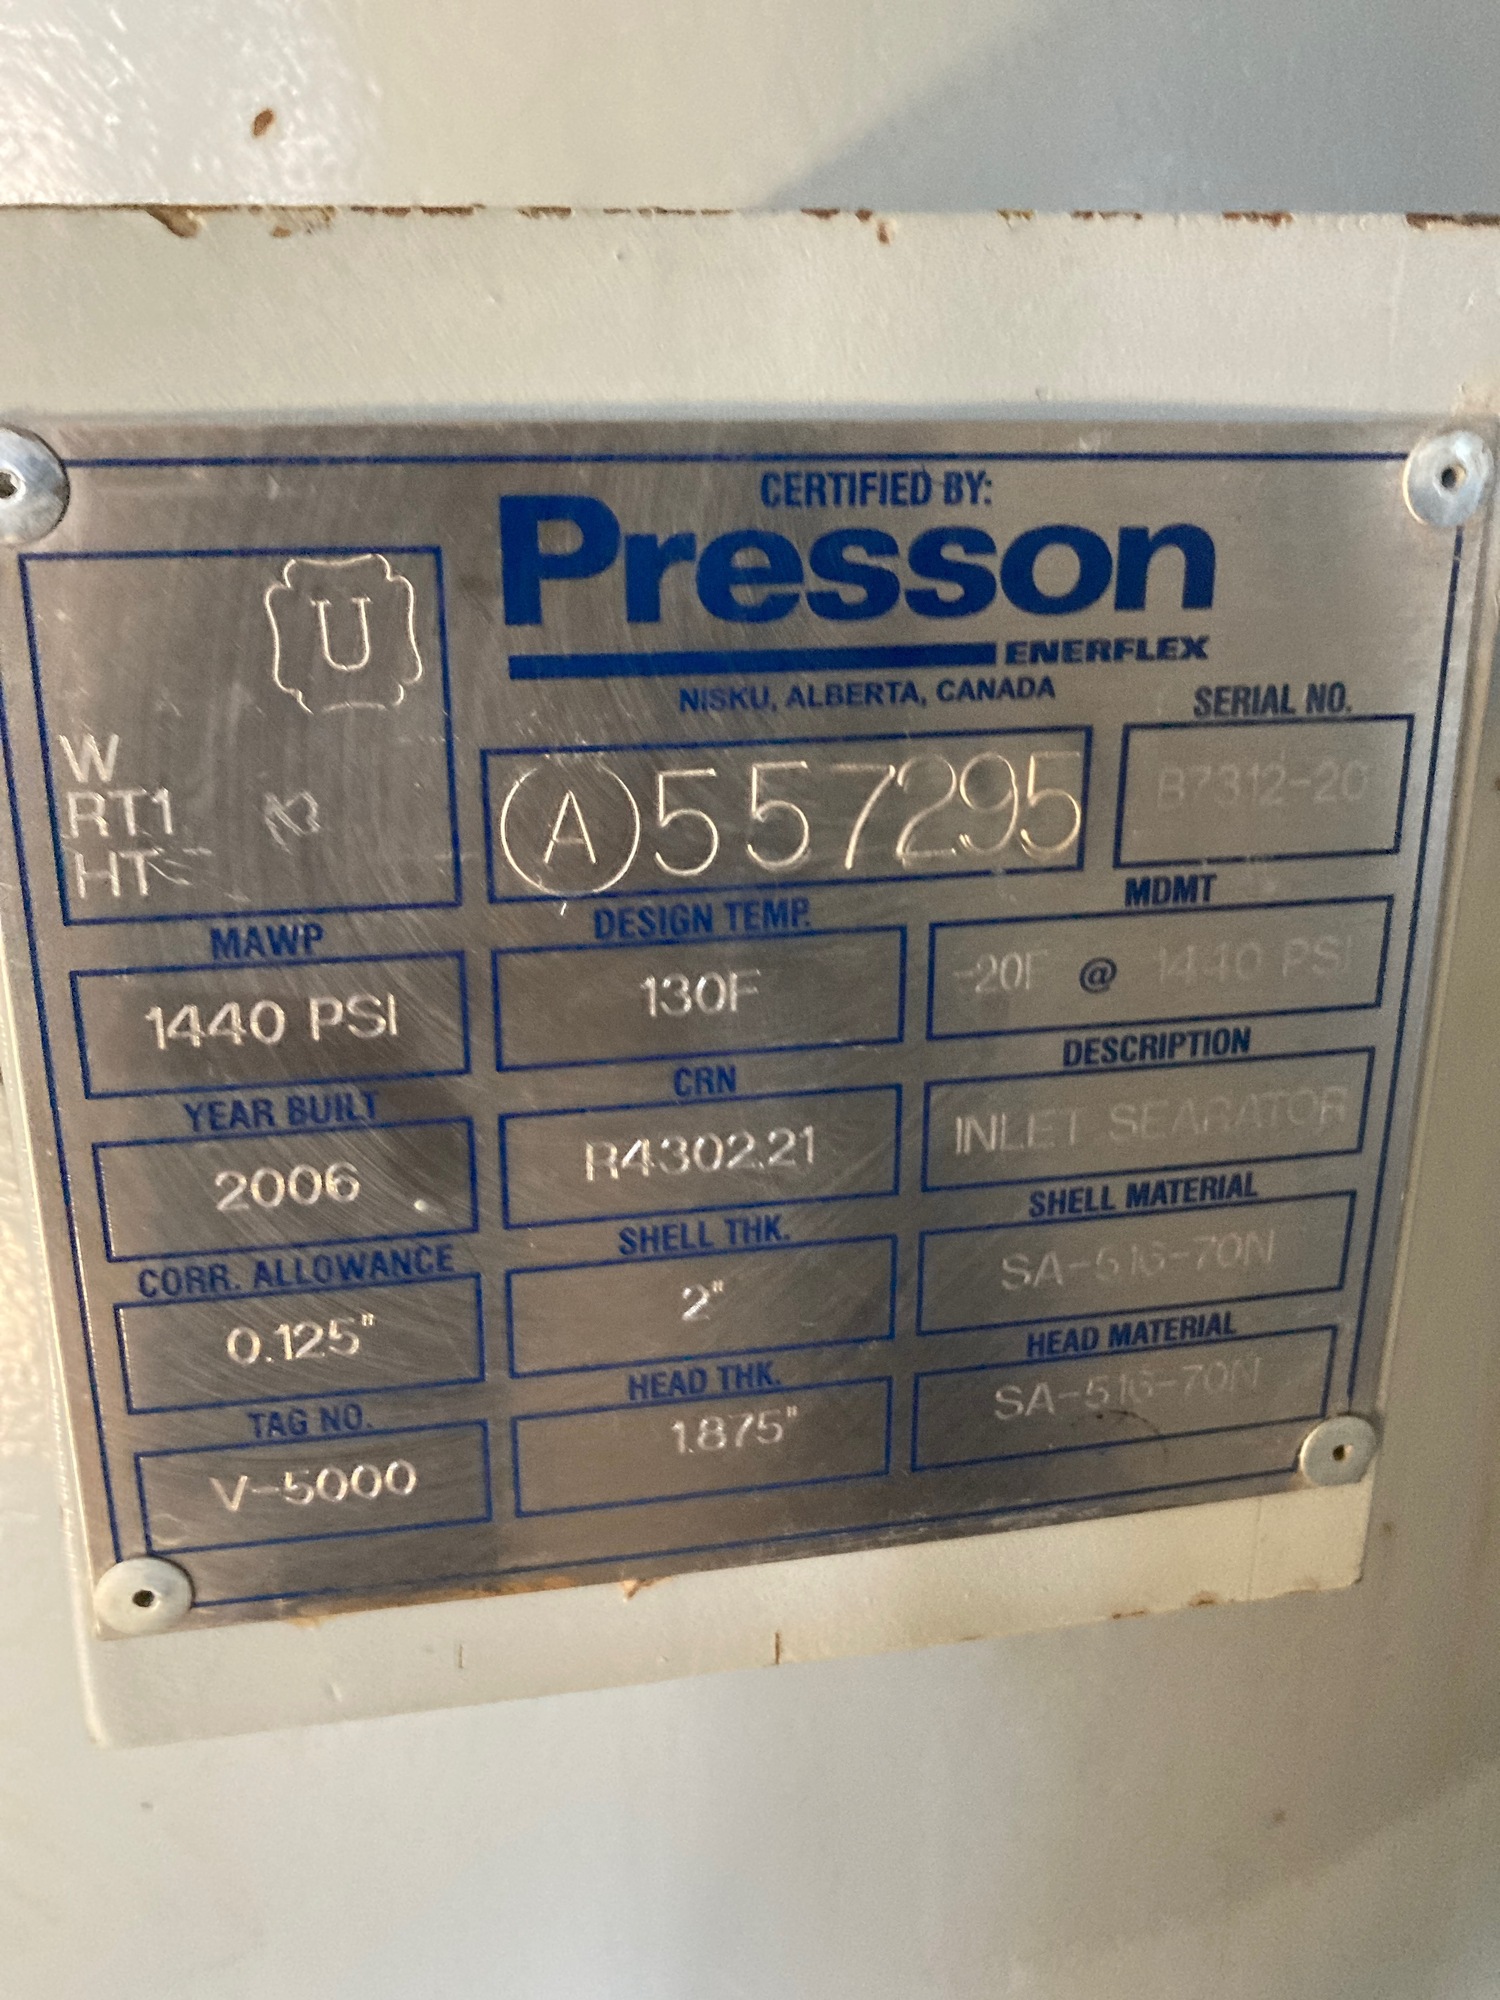 CERTIFIED BY:
Presson
ENERFLEX
NISKU, ALBERTA, CANADA
U
W
RT1
HT
A 557295
SERIAL NO.
B7312-20
MAWP
1440 PSI
DESIGN TEMP.
130F
MDMT
-20F @ 1440 PSI
YEAR BUILT
2006
CRN
R4302.21
DESCRIPTION
INLET SEARATOR
CORR. ALLOWANCE
0.125"
SHELL THK.
2"
SHELL MATERIAL
SA-516-70N
TAG NO.
V-5000
HEAD THK.
1.875"
HEAD MATERIAL
SA-516-70N